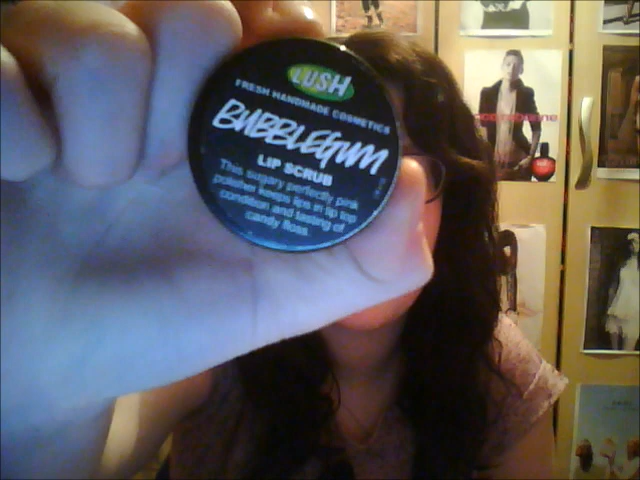 LUSH
FRESH HANDMADE COSMETICS
BUBBLEGUM
LIP SCRUB
This sugary perfectly pink
polisher keeps lips in tip top
condition and tasting of
candy floss.